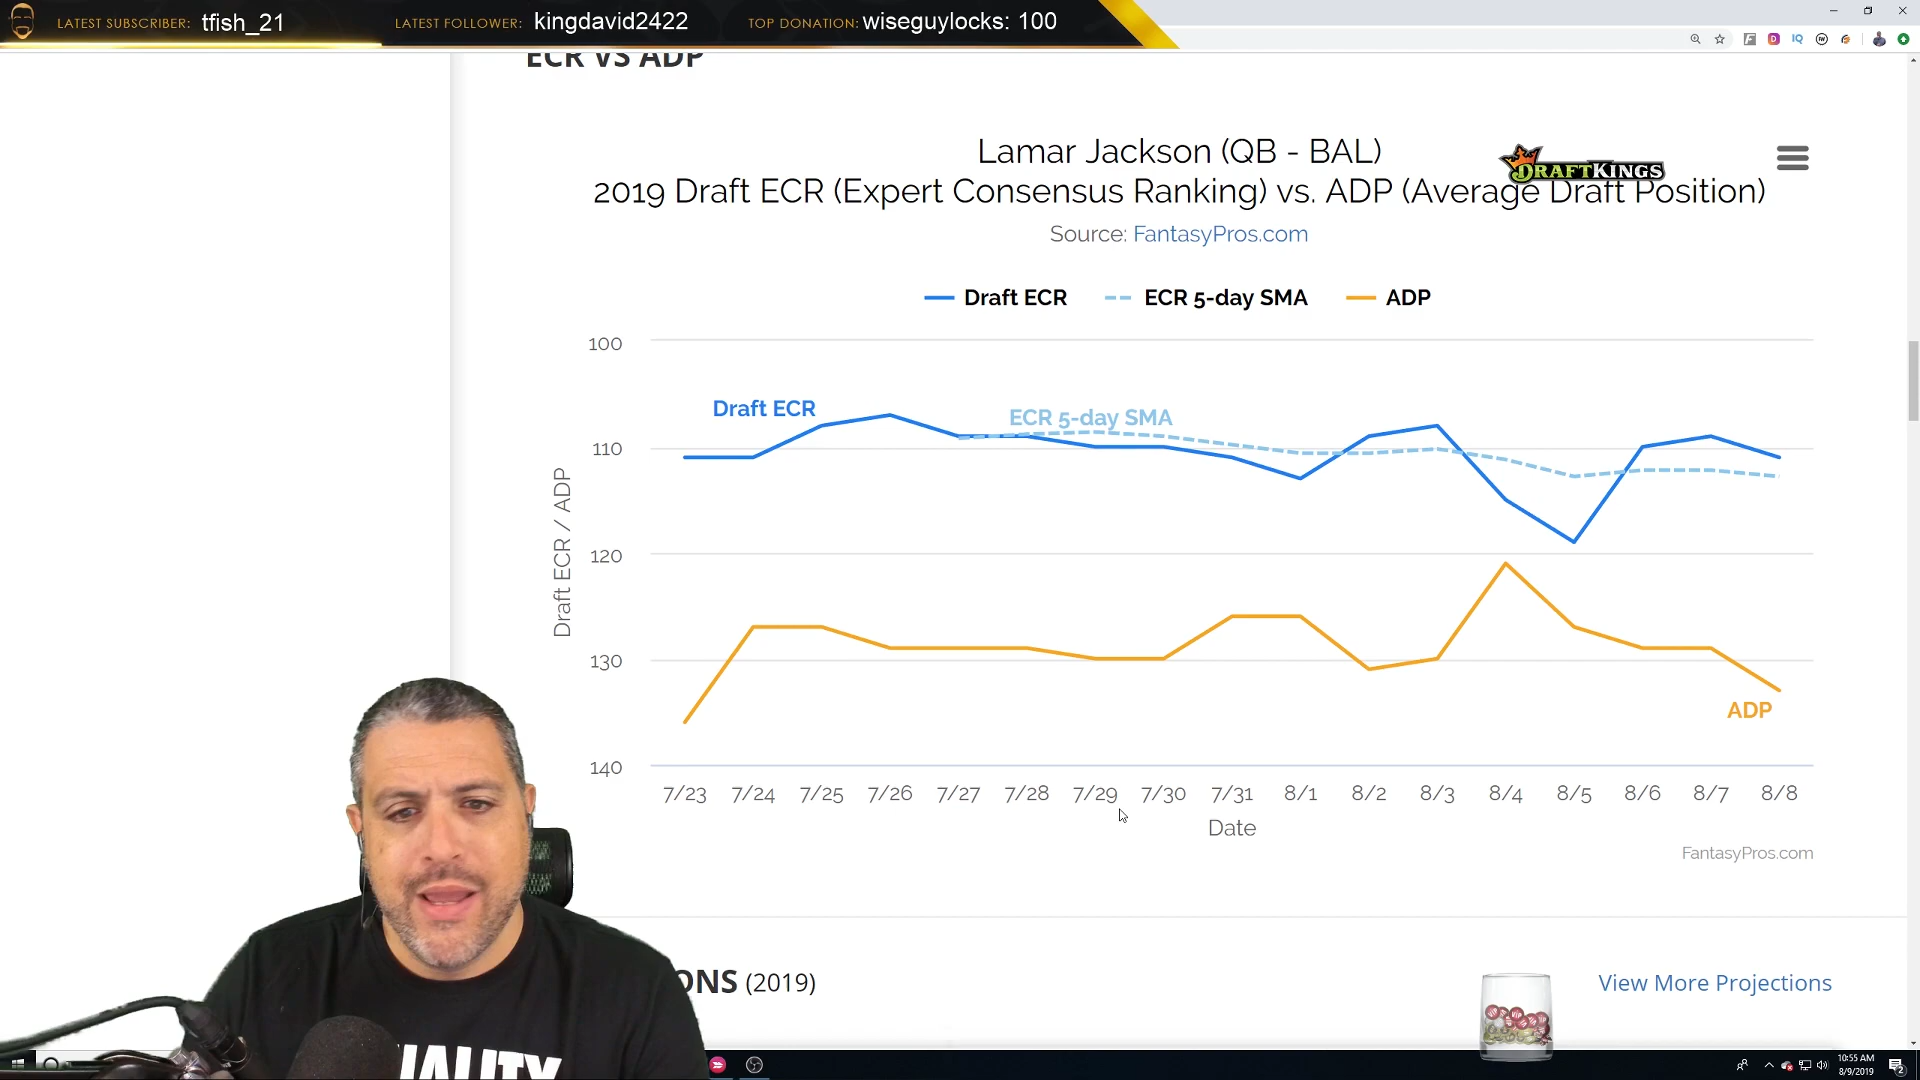 LATEST SUBSCRIBER: tfish_21
LATEST FOLLOWER: kingdavid2422
TOP DONATION: wiseguylocks: 100
ECR VS ADP
Lamar Jackson (QB - BAL)
DRAFTKINGS
2019 Draft ECR (Expert Consensus Ranking) vs. ADP (Average Draft Position)
Source: FantasyPros.com
Draft ECR
ECR 5-day SMA
ADP
100
110
120
130
140
Draft ECR / ADP
Draft ECR
ECR 5-day SMA
ADP
7/23 7/24 7/25 7/26 7/27 7/28 7/29 7/30 7/31 8/1 8/2 8/3 8/4 8/5 8/6 8/7 8/8
Date
FantasyPros.com
ONS (2019)
View More Projections
UALITY
10:55 AM
8/9/2019